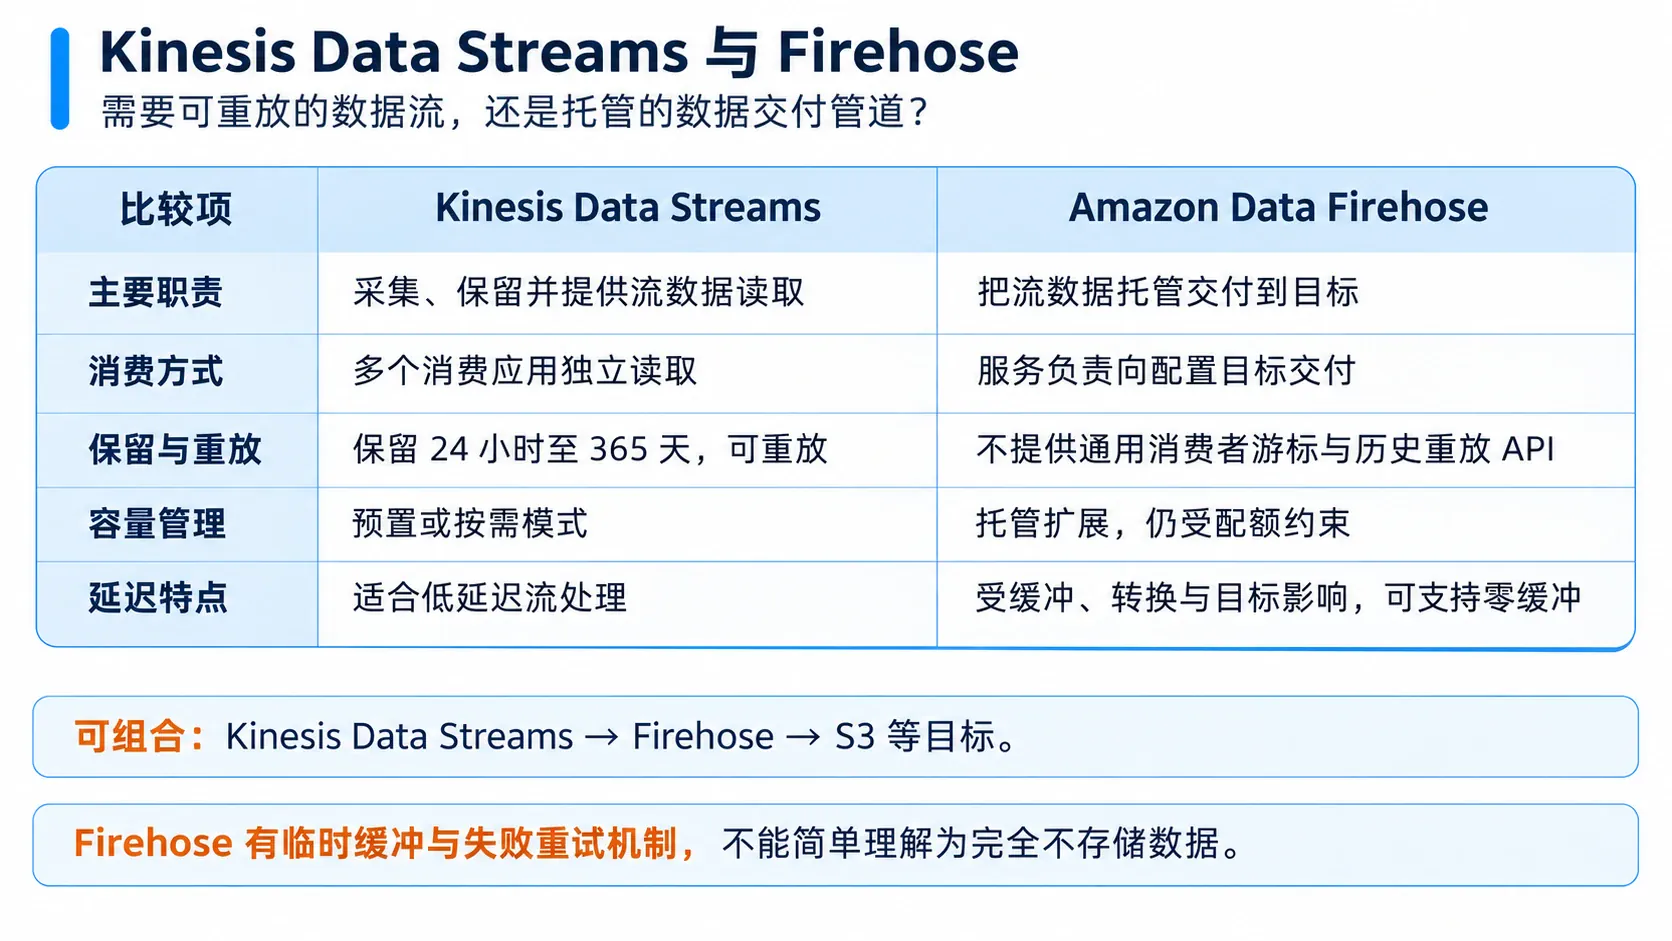 Kinesis Data Streams 与 Firehose
需要可重放的数据流，还是托管的数据交付管道？
比较项 Kinesis Data Streams Amazon Data Firehose
主要职责 采集、保留并提供流数据读取 把流数据托管交付到目标
消费方式 多个消费应用独立读取 服务负责向配置目标交付
保留与重放 保留 24 小时至 365 天，可重放 不提供通用消费者游标与历史重放 API
容量管理 预置或按需模式 托管扩展，仍受配额约束
延迟特点 适合低延迟流处理 受缓冲、转换与目标影响，可支持零缓冲
可组合：Kinesis Data Streams → Firehose → S3 等目标。
Firehose 有临时缓冲与失败重试机制，不能简单理解为完全不存储数据。